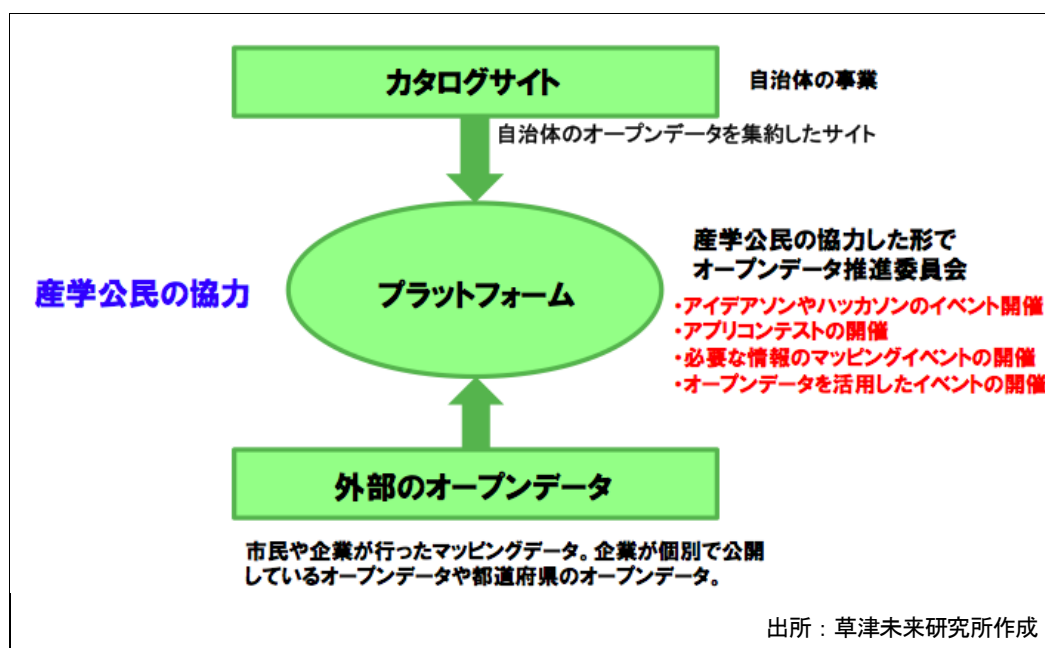 カタログサイト
自治体の事業
自治体のオープンデータを集約したサイト
産学公民の協力した形で
オープンデータ推進委員会
産学公民の協力
プラットフォーム
・アイデアソンやハッカソンのイベント開催
・アプリコンテストの開催
・必要な情報のマッピングイベントの開催
・オープンデータを活用したイベントの開催
外部のオープンデータ
市民や企業が行ったマッピングデータ。企業が個別で公開
しているオープンデータや都道府県のオープンデータ。
出所：草津未来研究所作成